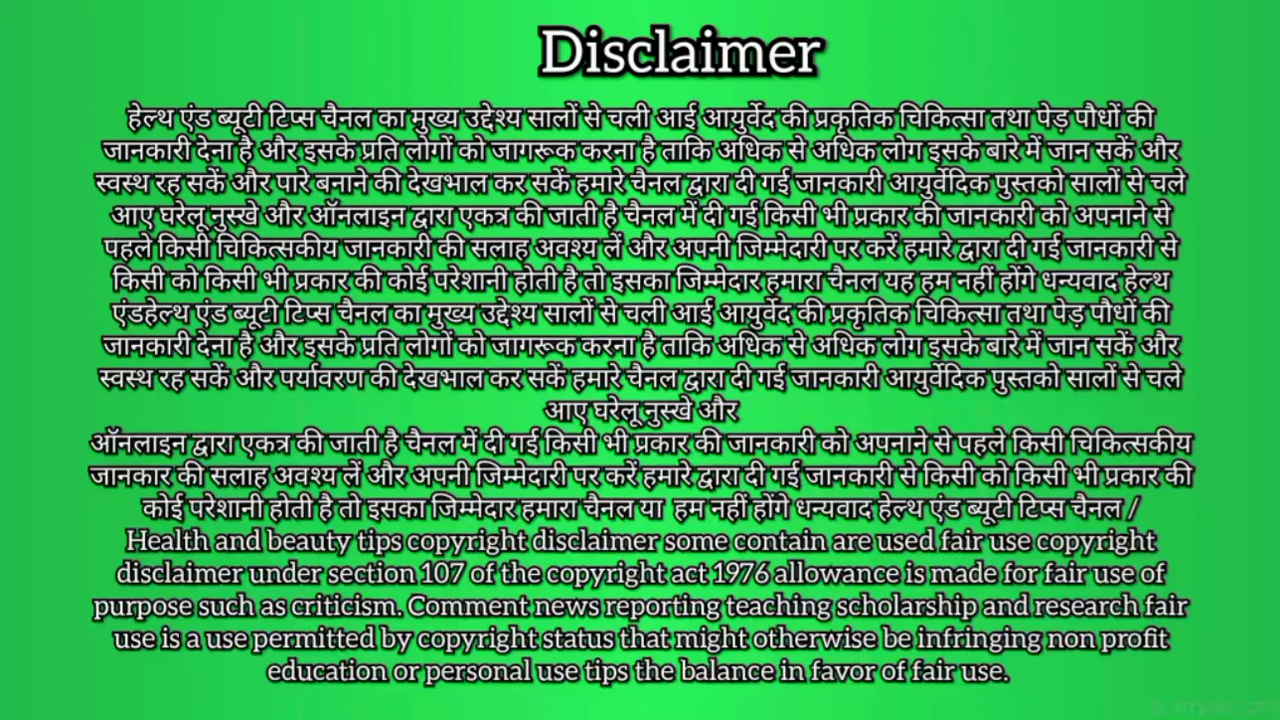 Disclaimer
हेल्थ एंड ब्यूटी टिप्स चैनल का मुख्य उद्देश्य सालों से चली आई आयुर्वेद की प्रकृतिक चिकित्सा तथा पेड़ पौधों की
जानकारी देना है और इसके प्रति लोगों को जागरूक करना है ताकि अधिक से अधिक लोग इसके बारे में जान सकें और
स्वस्थ रह सकें और पारे बनाने की देखभाल कर सकें हमारे चैनल द्वारा दी गई जानकारी आयुर्वेदिक पुस्तको सालों से चले
आए घरेलू नुस्खे और ऑनलाइन द्वारा एकत्र की जाती है चैनल में दी गई किसी भी प्रकार की जानकारी को अपनाने से
पहले किसी चिकित्सकीय जानकारी की सलाह अवश्य लें और अपनी जिम्मेदारी पर करें हमारे द्वारा दी गई जानकारी से
किसी को किसी भी प्रकार की कोई परेशानी होती है तो इसका जिम्मेदार हमारा चैनल यह हम नहीं होंगे धन्यवाद हेल्थ
एंडहेल्थ एंड ब्यूटी टिप्स चैनल का मुख्य उद्देश्य सालों से चली आई आयुर्वेद की प्रकृतिक चिकित्सा तथा पेड़ पौधों की
जानकारी देना है और इसके प्रति लोगों को जागरूक करना है ताकि अधिक से अधिक लोग इसके बारे में जान सकें और
स्वस्थ रह सकें और पर्यावरण की देखभाल कर सकें हमारे चैनल द्वारा दी गई जानकारी आयुर्वेदिक पुस्तको सालों से चले
आए घरेलू नुस्खे और
ऑनलाइन द्वारा एकत्र की जाती है चैनल में दी गई किसी भी प्रकार की जानकारी को अपनाने से पहले किसी चिकित्सकीय
जानकार की सलाह अवश्य लें और अपनी जिम्मेदारी पर करें हमारे द्वारा दी गई जानकारी से किसी को किसी भी प्रकार की
कोई परेशानी होती है तो इसका जिम्मेदार हमारा चैनल या हम नहीं होंगे धन्यवाद हेल्थ एंड ब्यूटी टिप्स चैनल /
Health and beauty tips copyright disclaimer some contain are used fair use copyright
disclaimer under section 107 of the copyright act 1976 allowance is made for fair use of
purpose such as criticism. Comment news reporting teaching scholarship and research fair
use is a use permitted by copyright status that might otherwise be infringing non profit
education or personal use tips the balance in favor of fair use.